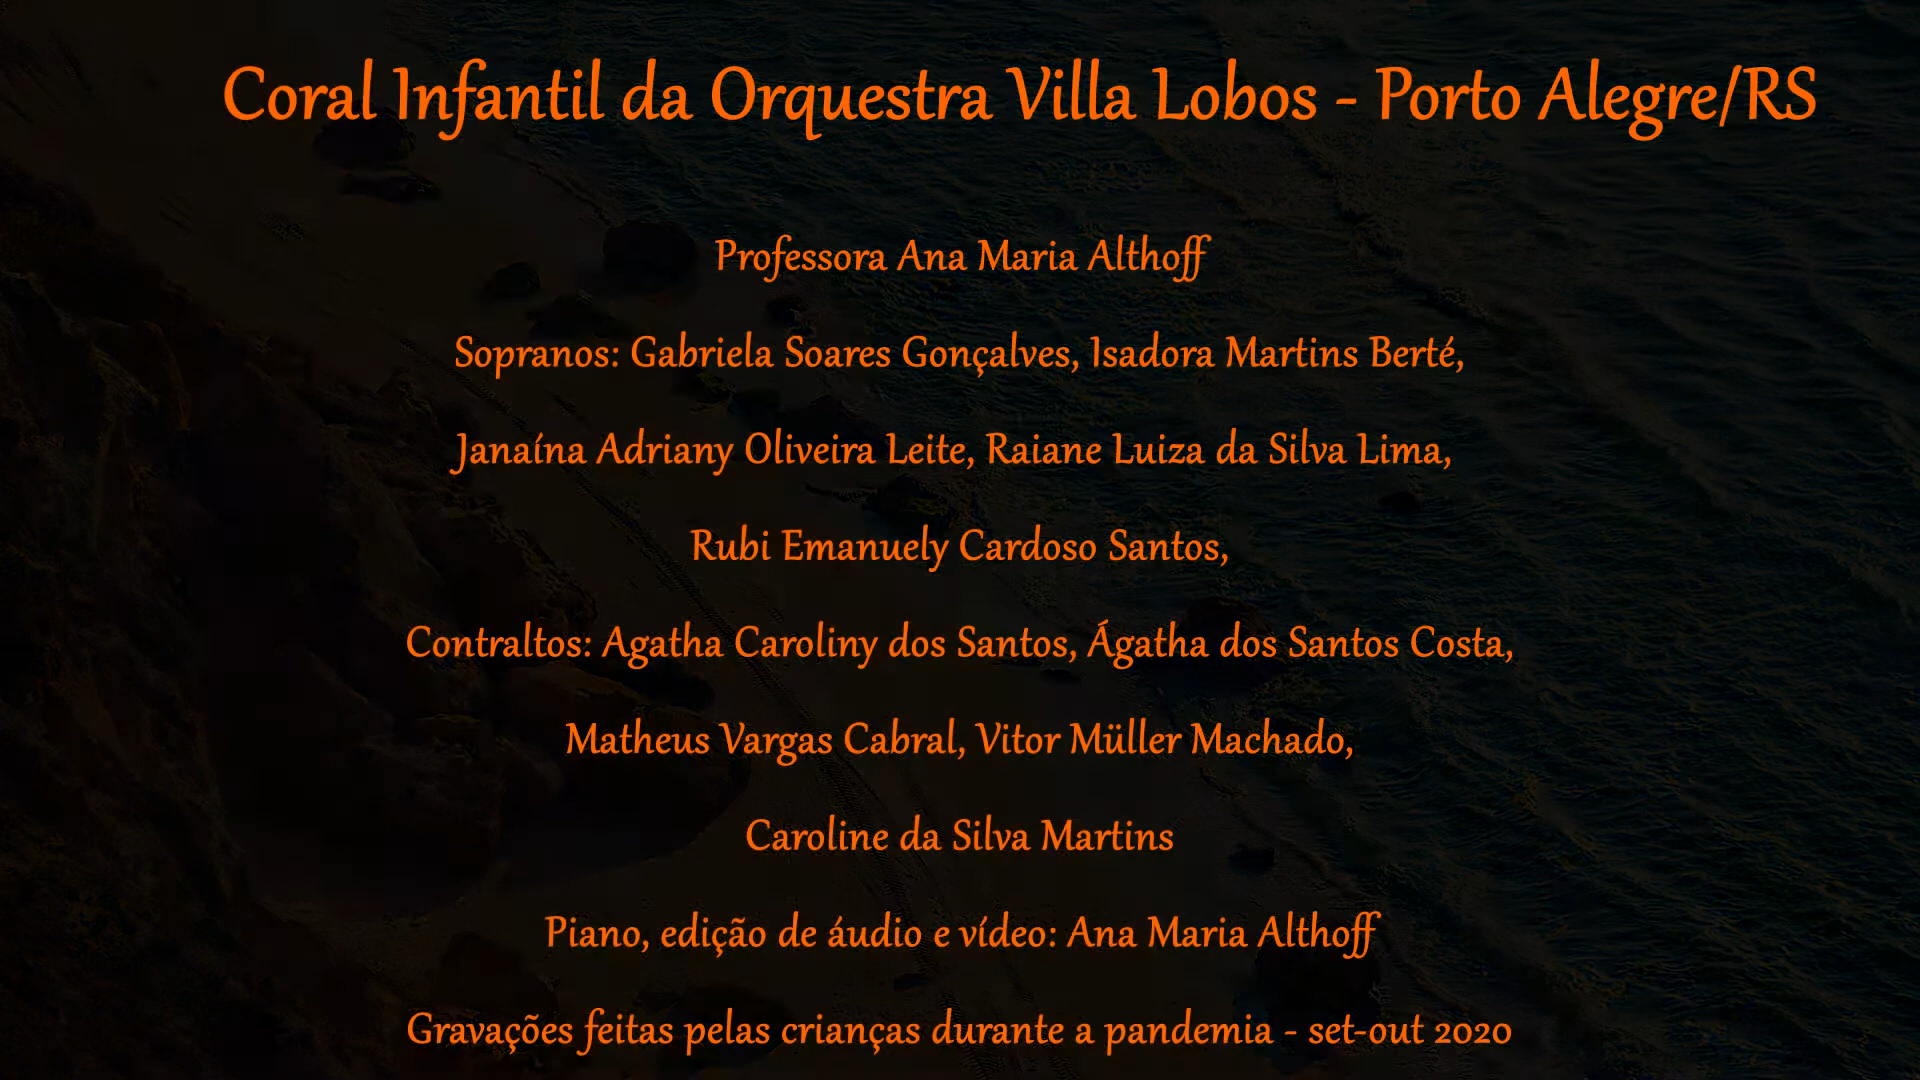 Coral Infantil da Orquestra Villa Lobos - Porto Alegre/RS
Professora Ana Maria Althoff
Sopranos: Gabriela Soares Gonçalves, Isadora Martins Berté,
Janaína Adriany Oliveira Leite, Raiane Luiza da Silva Lima,
Rubi Emanuely Cardoso Santos,
Contraltos: Agatha Caroliny dos Santos, Ágatha dos Santos Costa,
Matheus Vargas Cabral, Vitor Müller Machado,
Caroline da Silva Martins
Piano, edição de áudio e vídeo: Ana Maria Althoff
Gravações feitas pelas crianças durante a pandemia - set-out 2020